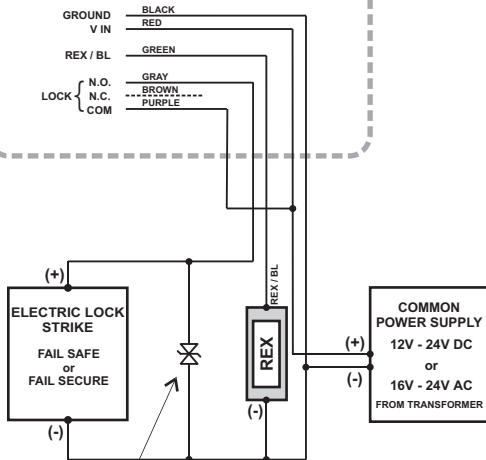 GROUND BLACK
V IN RED
REX / BL GREEN
N.O. GRAY
LOCK { N.C. BROWN
COM PURPLE
(+)
ELECTRIC LOCK
STRIKE
FAIL SAFE
or
FAIL SECURE
(-)
REX / BL
REX
(-)
(+)
(-)
COMMON
POWER SUPPLY
12V - 24V DC
or
16V - 24V AC
FROM TRANSFORMER